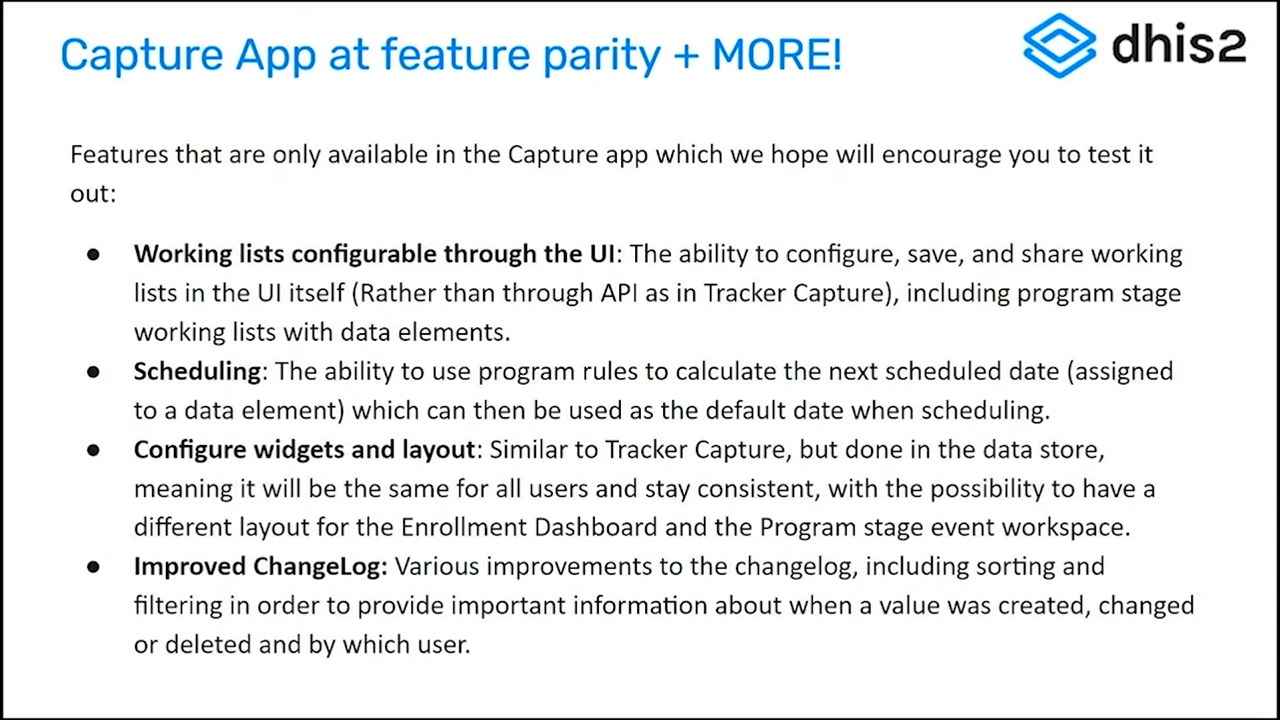 Capture App at feature parity + MORE!
dhis2
Features that are only available in the Capture app which we hope will encourage you to test it
out:
● Working lists configurable through the UI: The ability to configure, save, and share working
lists in the UI itself (Rather than through API as in Tracker Capture), including program stage
working lists with data elements.
● Scheduling: The ability to use program rules to calculate the next scheduled date (assigned
to a data element) which can then be used as the default date when scheduling.
● Configure widgets and layout: Similar to Tracker Capture, but done in the data store,
meaning it will be the same for all users and stay consistent, with the possibility to have a
different layout for the Enrollment Dashboard and the Program stage event workspace.
● Improved ChangeLog: Various improvements to the changelog, including sorting and
filtering in order to provide important information about when a value was created, changed
or deleted and by which user.